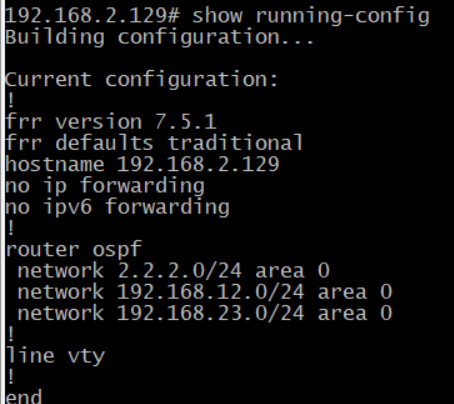 192.168.2.129# show running-config
Building configuration...
Current configuration:
!
frr version 7.5.1
frr defaults traditional
hostname 192.168.2.129
no ip forwarding
no ipv6 forwarding
!
router ospf
 network 2.2.2.0/24 area 0
 network 192.168.12.0/24 area 0
 network 192.168.23.0/24 area 0
!
line vty
!
end